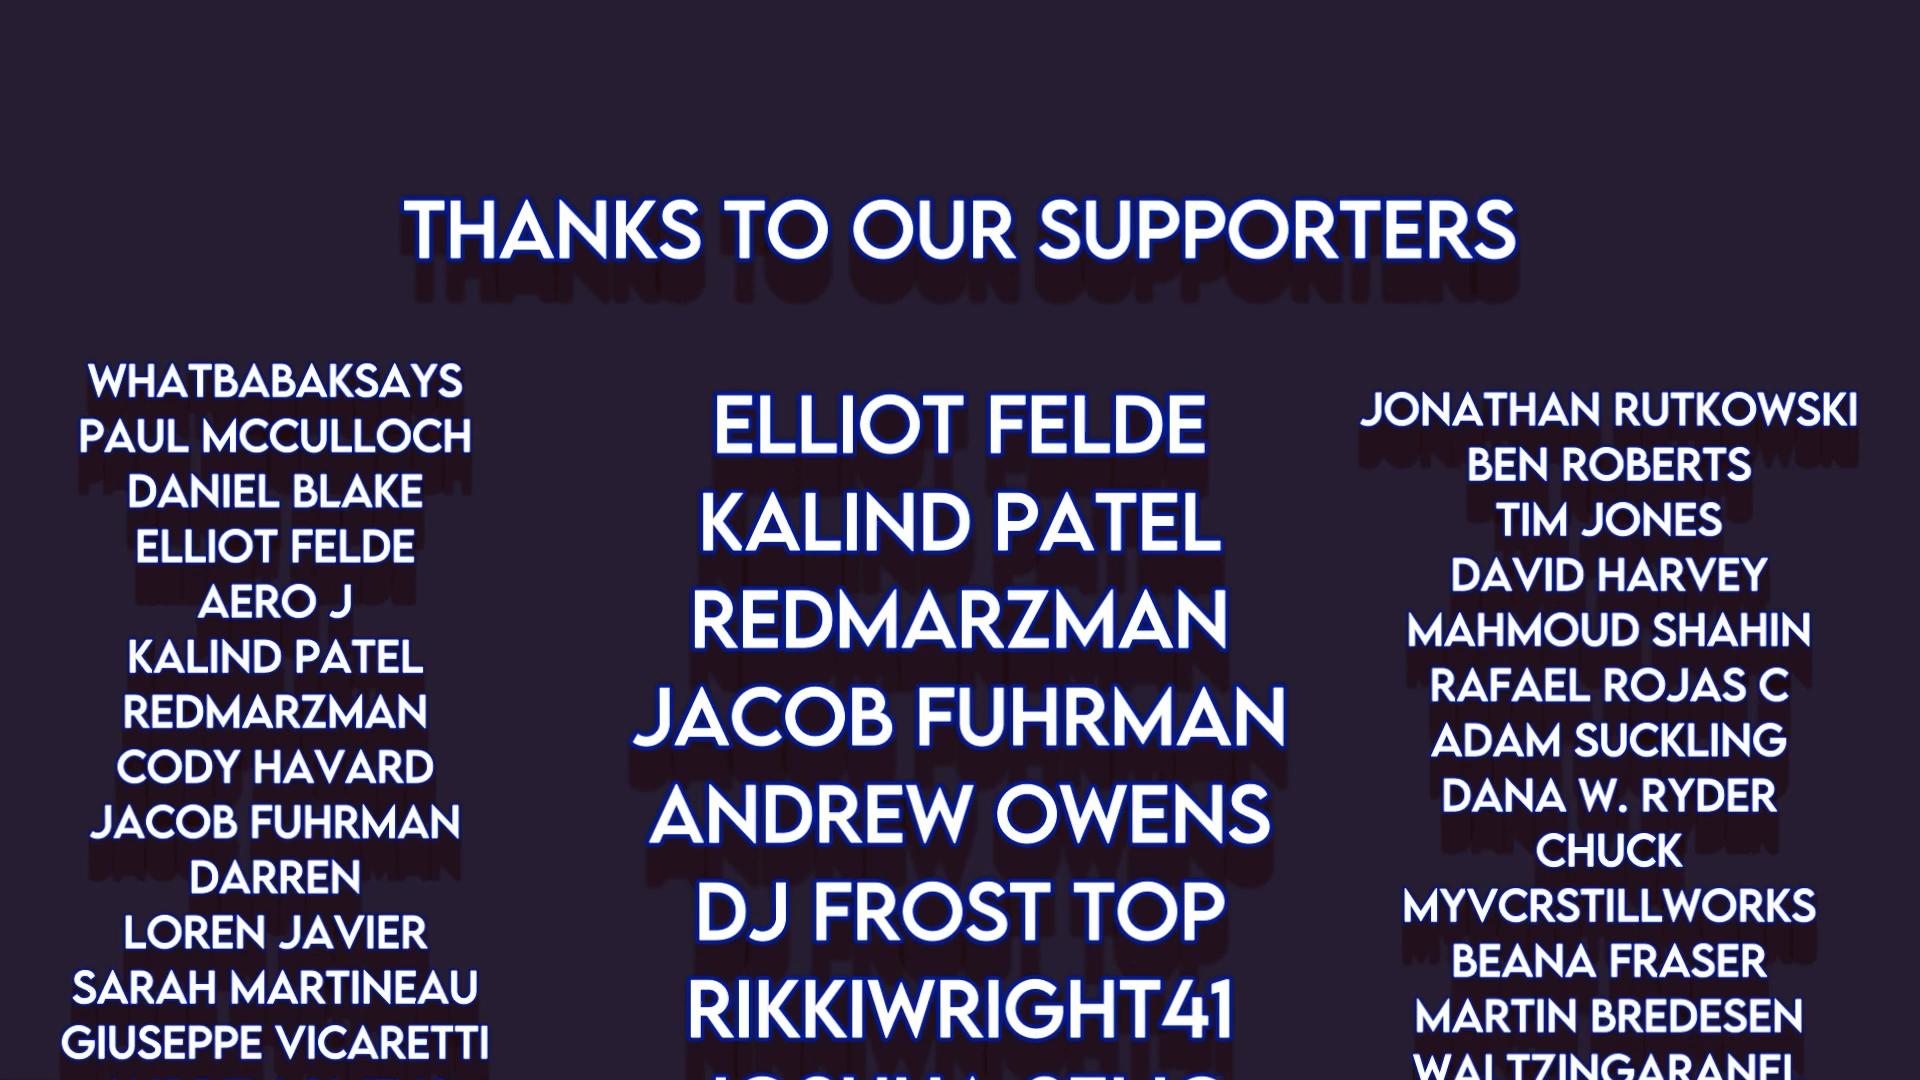 THANKS TO OUR SUPPORTERS
WHATBABAKSAYS
PAUL MCCULLOCH
DANIEL BLAKE
ELLIOT FELDE
AERO J
KALIND PATEL
REDMARZMAN
CODY HAVARD
JACOB FUHRMAN
DARREN
LOREN JAVIER
SARAH MARTINEAU
GIUSEPPE VICARETTI
ELLIOT FELDE
KALIND PATEL
REDMARZMAN
JACOB FUHRMAN
ANDREW OWENS
DJ FROST TOP
RIKKIWRIGHT41
JONATHAN RUTKOWSKI
BEN ROBERTS
TIM JONES
DAVID HARVEY
MAHMOUD SHAHIN
RAFAEL ROJAS C
ADAM SUCKLING
DANA W. RYDER
CHUCK
MYVCRSTILLWORKS
BEANA FRASER
MARTIN BREDESEN